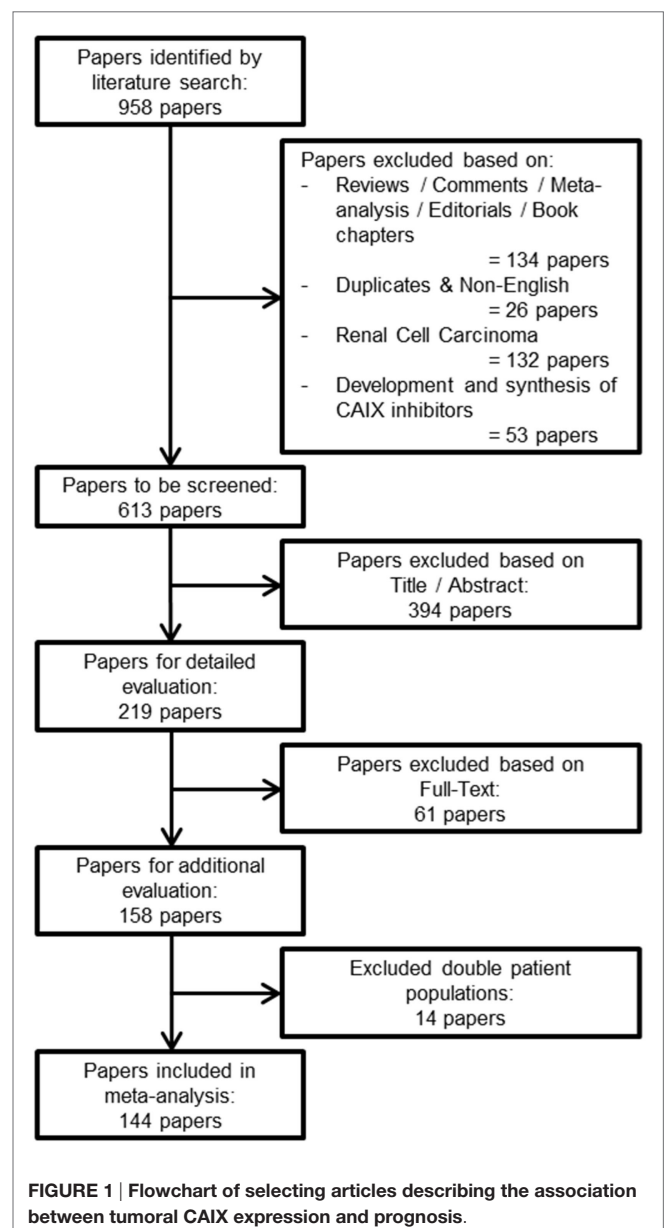 Papers identified by
literature search:
958 papers
Papers excluded based on:
- Reviews / Comments / Meta-
analysis / Editorials / Book
chapters
= 134 papers
- Duplicates & Non-English
= 26 papers
- Renal Cell Carcinoma
= 132 papers
- Development and synthesis of
CAIX inhibitors
= 53 papers
Papers to be screened:
613 papers
Papers excluded based on
Title / Abstract:
394 papers
Papers for detailed
evaluation:
219 papers
Papers excluded based on
Full-Text:
61 papers
Papers for additional
evaluation:
158 papers
Excluded double patient
populations:
14 papers
Papers included in
meta-analysis:
144 papers
FIGURE 1 | Flowchart of selecting articles describing the association
between tumoral CAIX expression and prognosis.